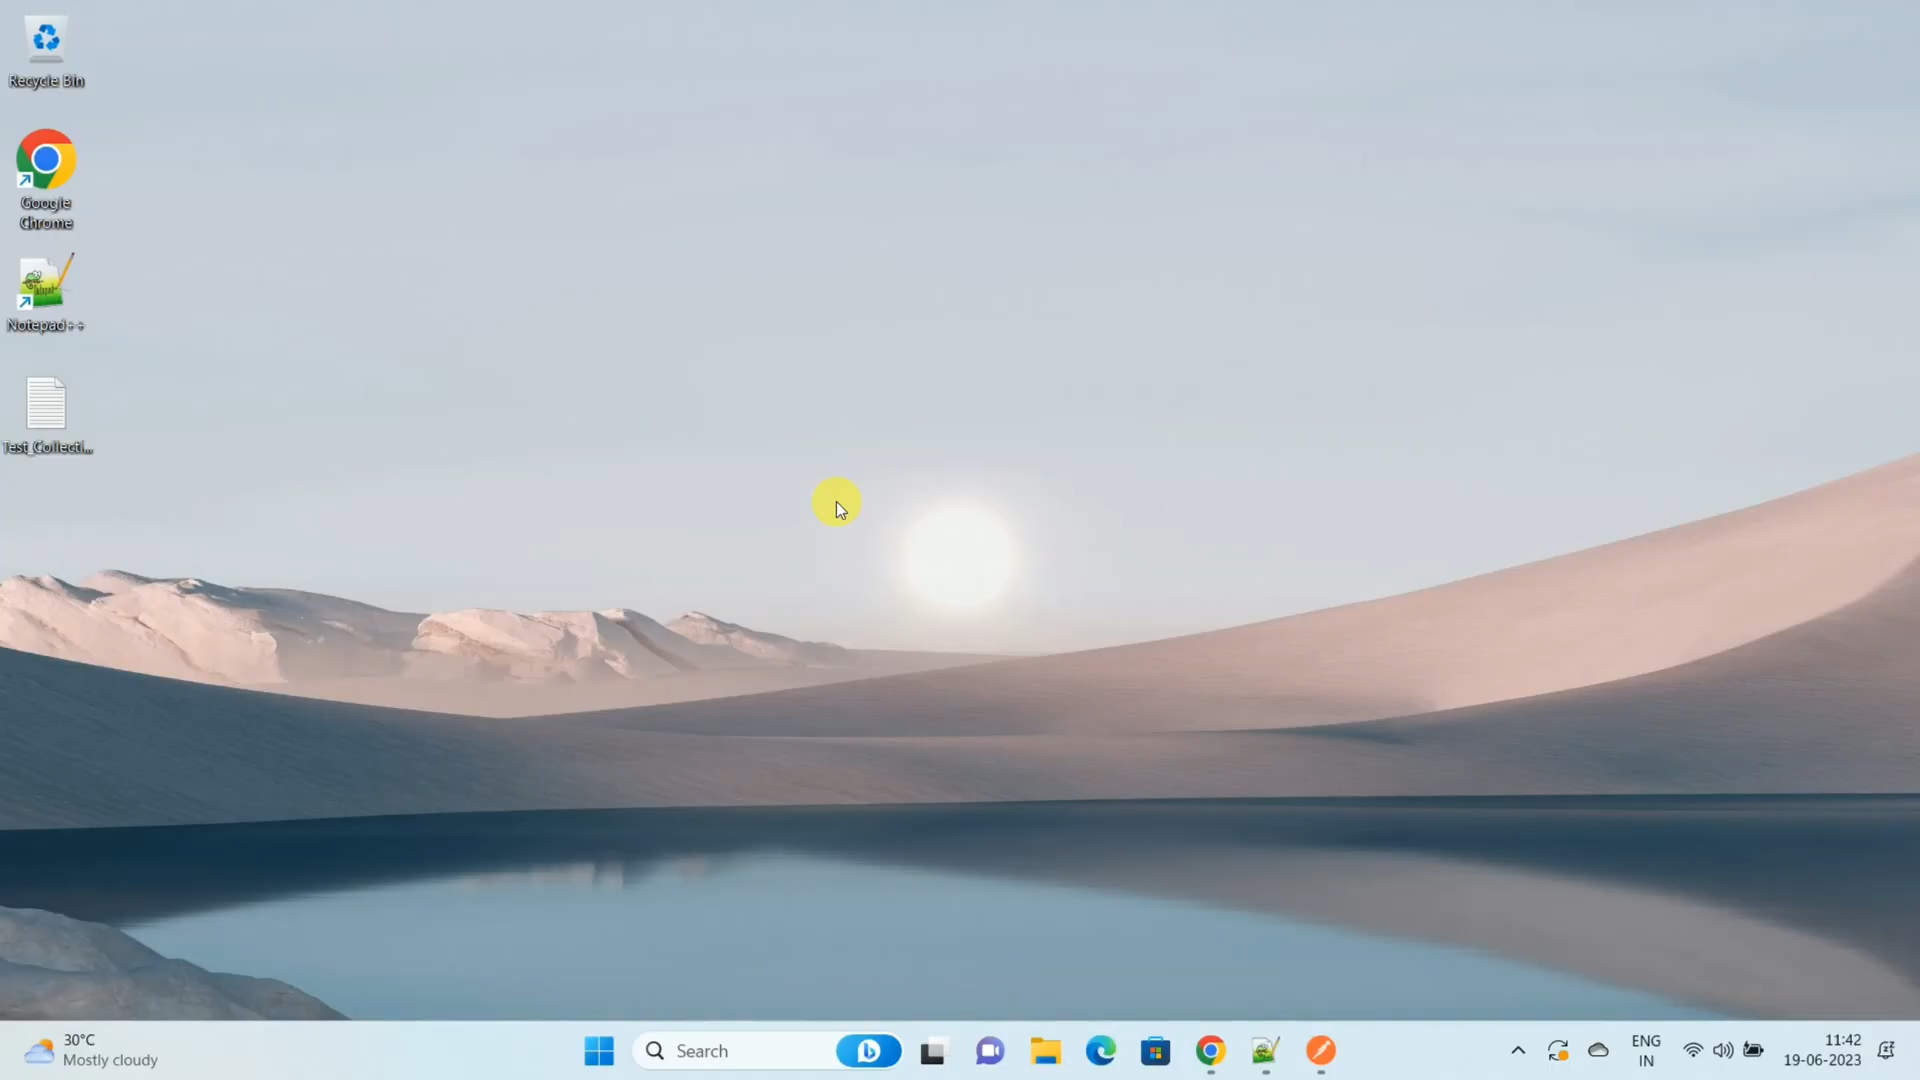 Recycle Bin
Google
Chrome
Notepad++
Test_Collecti...
30°C
Mostly cloudy
Search
ENG
IN
11:42
19-06-2023